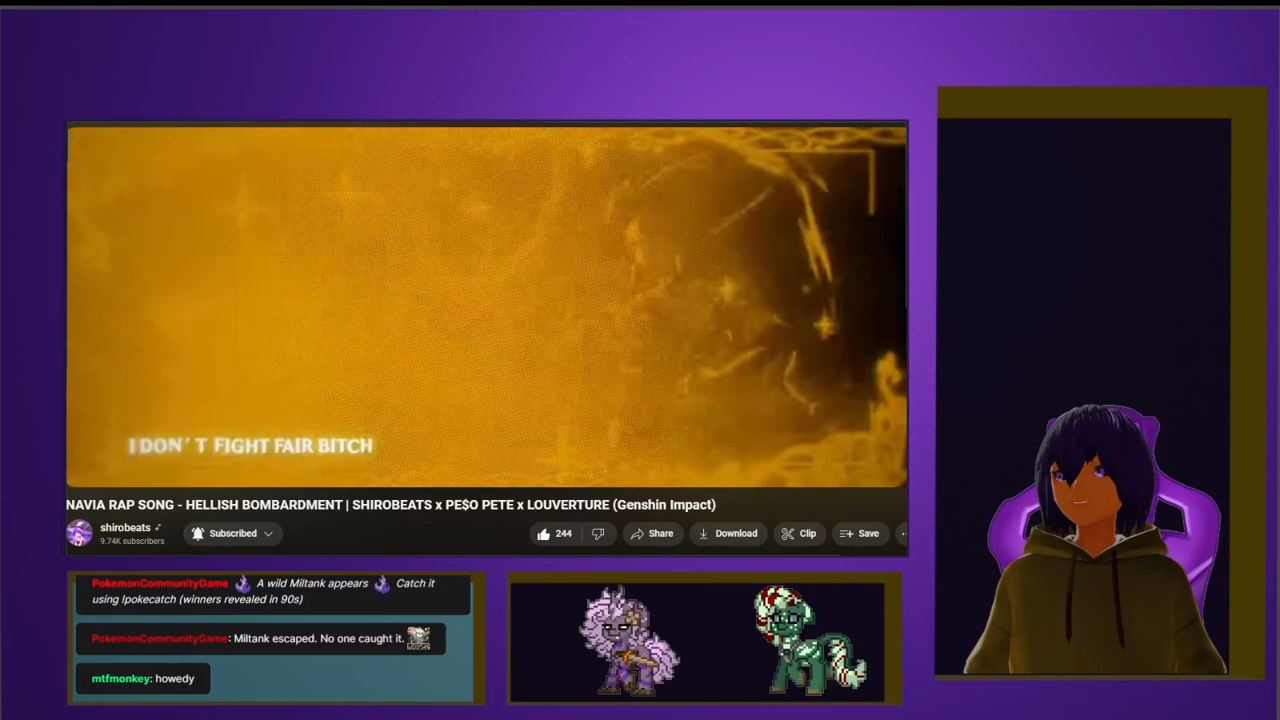 I DON'T FIGHT FAIR BITCH
NAVIA RAP SONG - HELLISH BOMBARDMENT | SHIROBEATS x PE$O PETE x LOUVERTURE (Genshin Impact)
shirobeats
9.74K subscribers
Subscribed
244
Share
Download
Clip
Save
PokemonCommunityGame A wild Miltank appears Catch it
using !pokecatch (winners revealed in 90s)
PokemonCommunityGame: Miltank escaped. No one caught it.
mtfmonkey: howedy